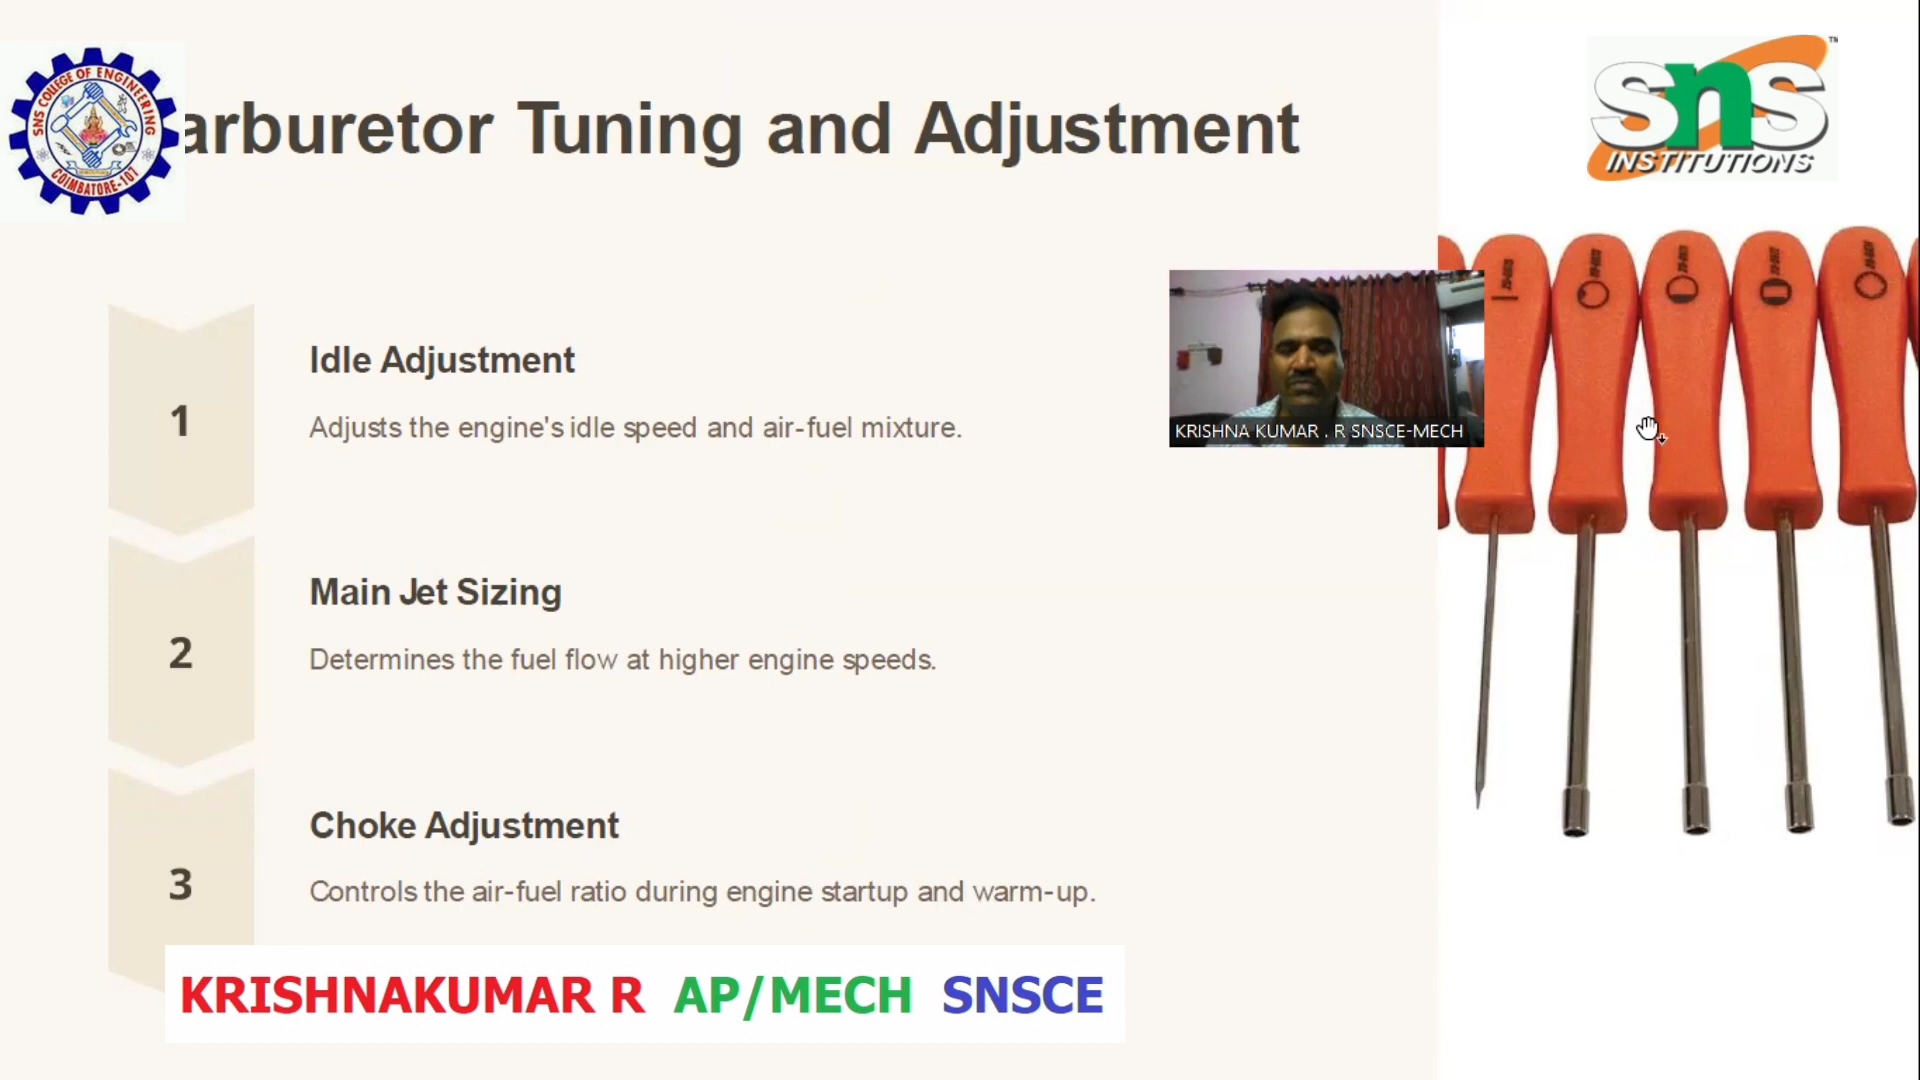 SNS COLLEGE OF ENGINEERING
COIMBATORE-107
arburetor Tuning and Adjustment
sns
INSTITUTIONS
TM
1
Idle Adjustment
Adjusts the engine's idle speed and air-fuel mixture.
KRISHNA KUMAR . R SNSCE-MECH
2
Main Jet Sizing
Determines the fuel flow at higher engine speeds.
3
Choke Adjustment
Controls the air-fuel ratio during engine startup and warm-up.
KRISHNAKUMAR R AP/MECH SNSCE